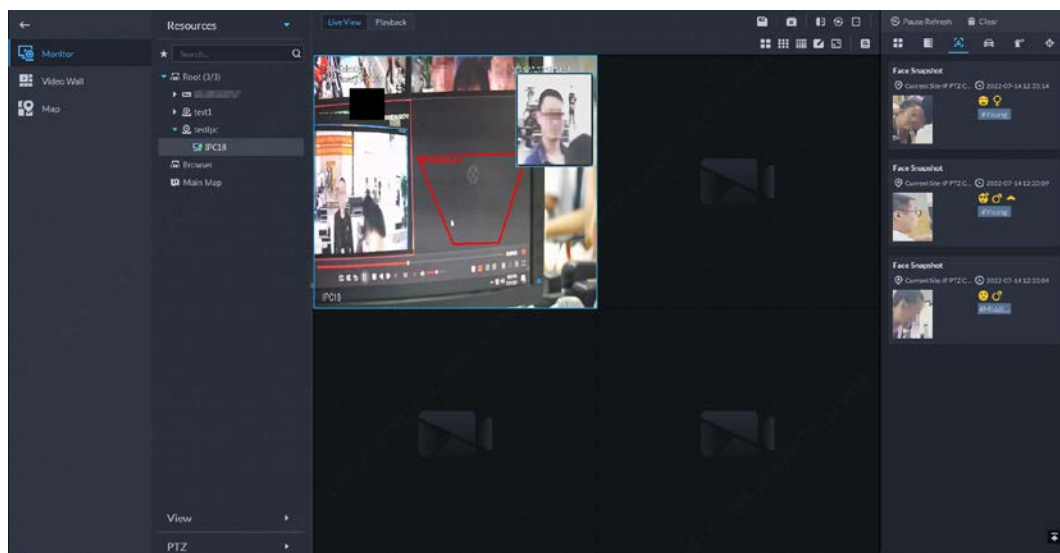 Resources
Live View Playback
Pause Refresh Clear
Monitor
Search...
Video Wall
Root (3/3)
Map
test1
testipc
IPC18
Browser
Main Map
IPC18
Face Snapshot
2022-07-14 12:33:14
#Young
Face Snapshot
2022-07-14 12:33:09
#Young
Face Snapshot
2022-07-14 12:33:04
#Middl...
View
PTZ